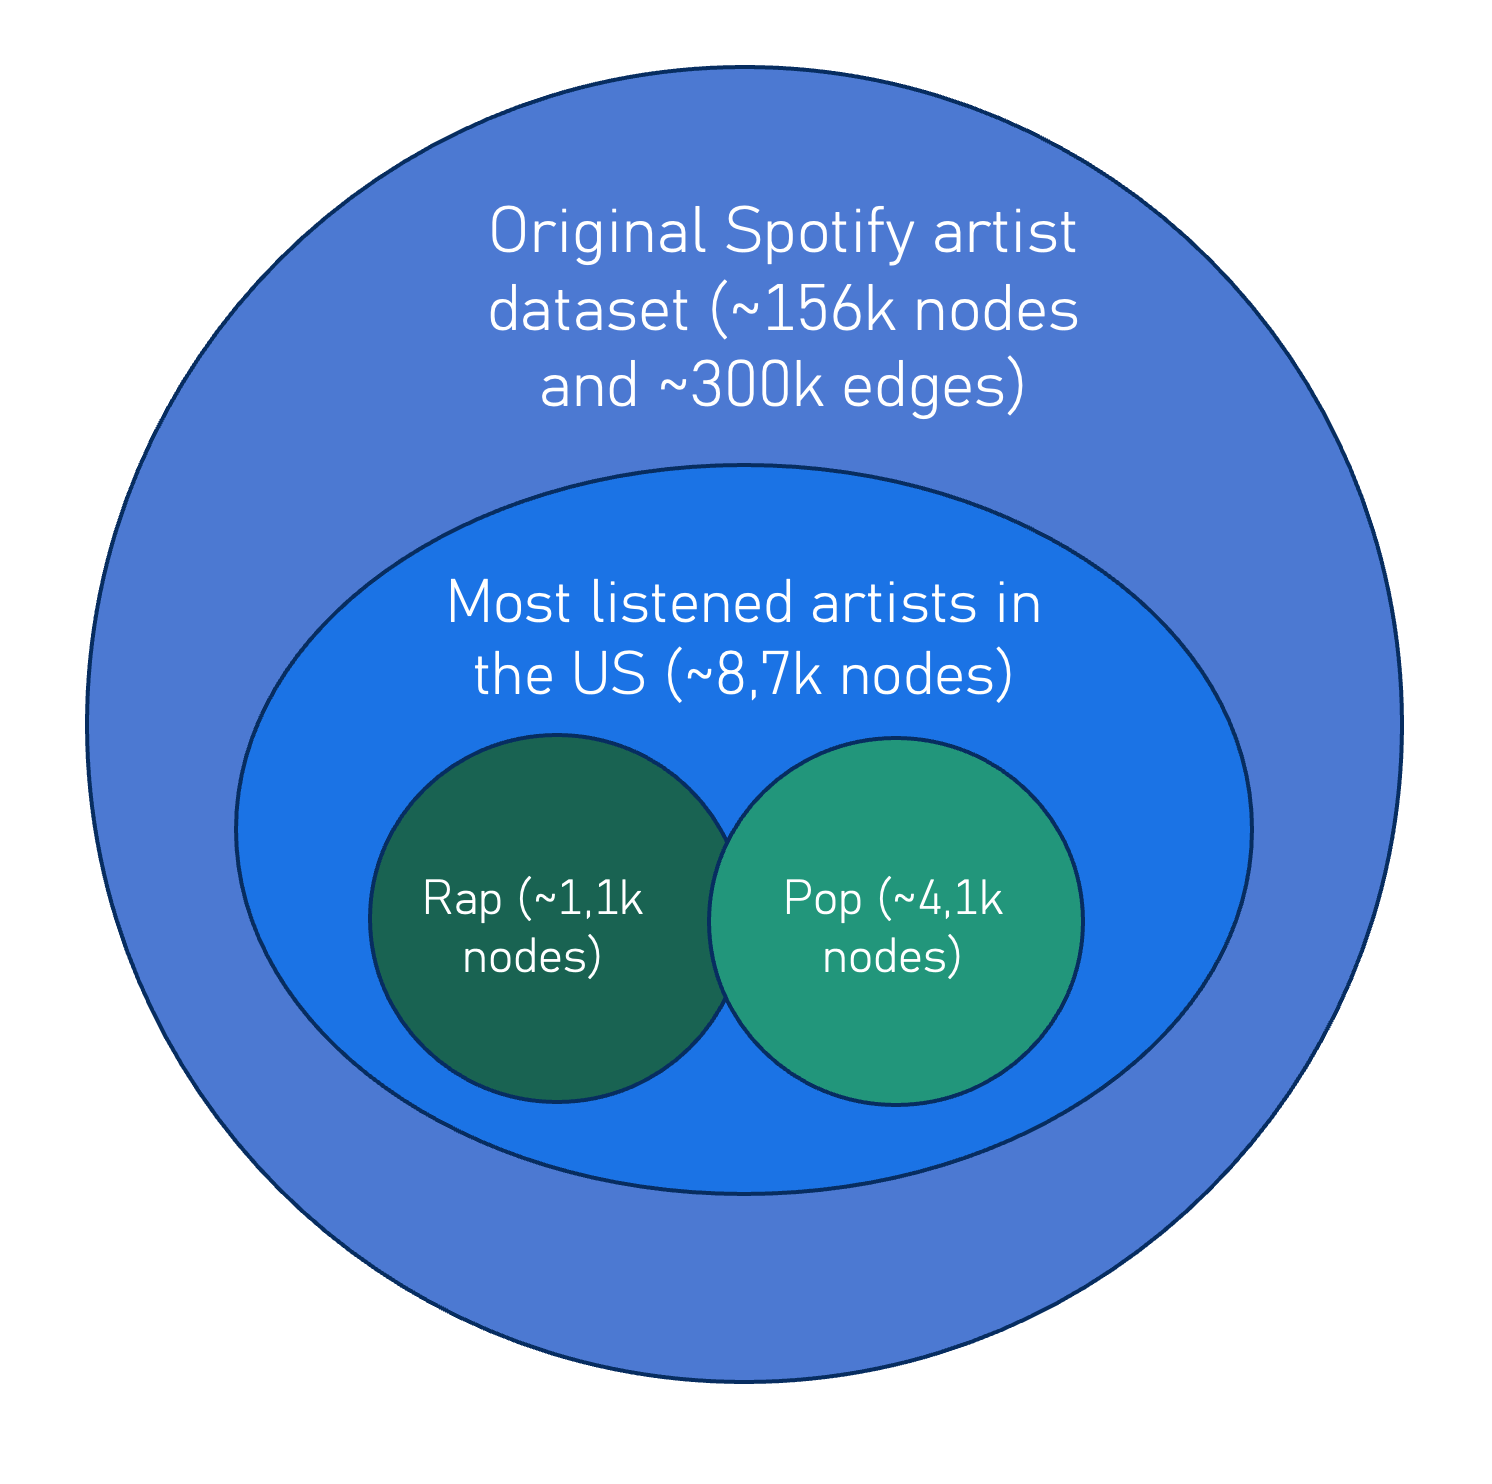 Original Spotify artist
dataset (~156k nodes
and ~300k edges)
Most listened artists in
the US (~8,7k nodes)
Rap (~1,1k
nodes)
Pop (~4,1k
nodes)